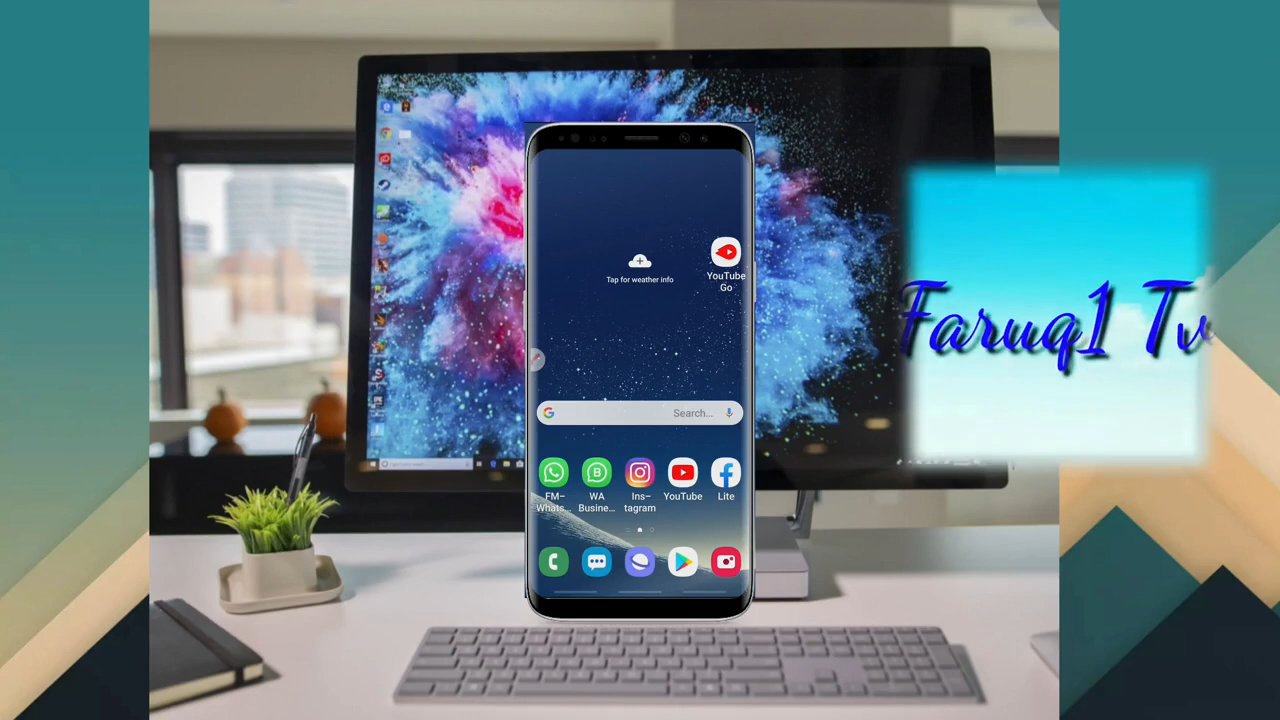 YouTube
Go
Tap for weather info
Faruq1 Tv
Search...
FM–
Whats...
WA
Busine...
Ins–
tagram
YouTube
Lite